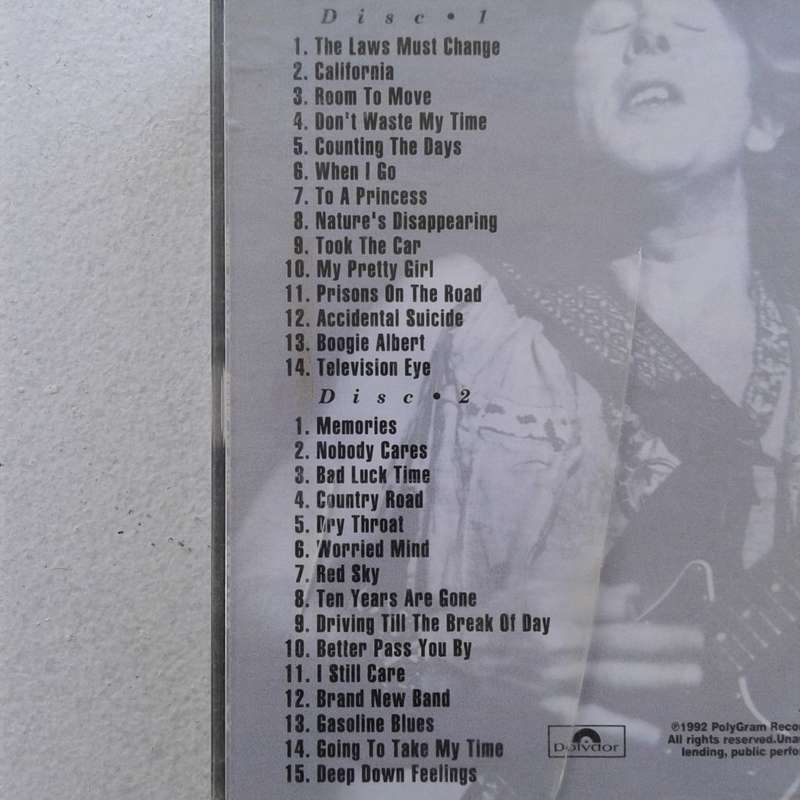 Disc • 1
1. The Laws Must Change
2. California
3. Room To Move
4. Don't Waste My Time
5. Counting The Days
6. When I Go
7. To A Princess
8. Nature's Disappearing
9. Took The Car
10. My Pretty Girl
11. Prisons On The Road
12. Accidental Suicide
13. Boogie Albert
14. Television Eye
Disc • 2
1. Memories
2. Nobody Cares
3. Bad Luck Time
4. Country Road
5. Dry Throat
6. Worried Mind
7. Red Sky
8. Ten Years Are Gone
9. Driving Till The Break Of Day
10. Better Pass You By
11. I Still Care
12. Brand New Band
13. Gasoline Blues
14. Going To Take My Time
15. Deep Down Feelings
Polydor
℗1992 PolyGram
All rights reserved.
lending, public